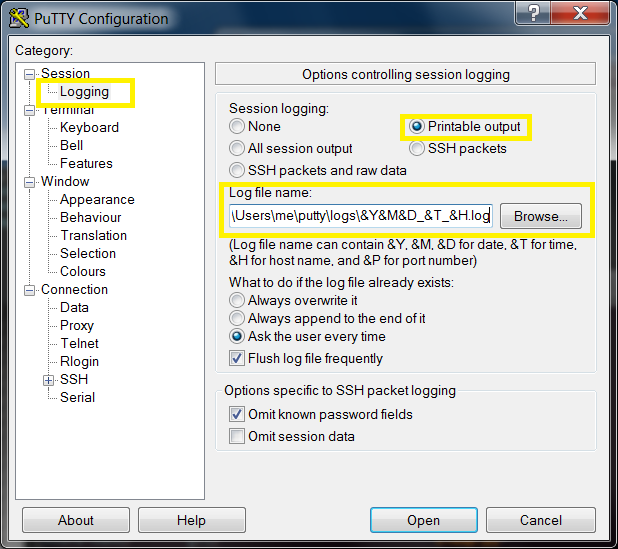 PuTTY Configuration
?
X
Category:
Session
Logging
Terminal
Keyboard
Bell
Features
Window
Appearance
Behaviour
Translation
Selection
Colours
Connection
Data
Proxy
Telnet
Rlogin
SSH
Serial
Options controlling session logging
Session logging:
None
Printable output
All session output
SSH packets
SSH packets and raw data
Log file name:
\Users\me\putty\logs\&Y&M&D_&T_&H.log
Browse...
(Log file name can contain &Y, &M, &D for date, &T for time,
&H for host name, and &P for port number)
What to do if the log file already exists:
Always overwrite it
Always append to the end of it
Ask the user every time
Flush log file frequently
Options specific to SSH packet logging
Omit known password fields
Omit session data
About
Help
Open
Cancel